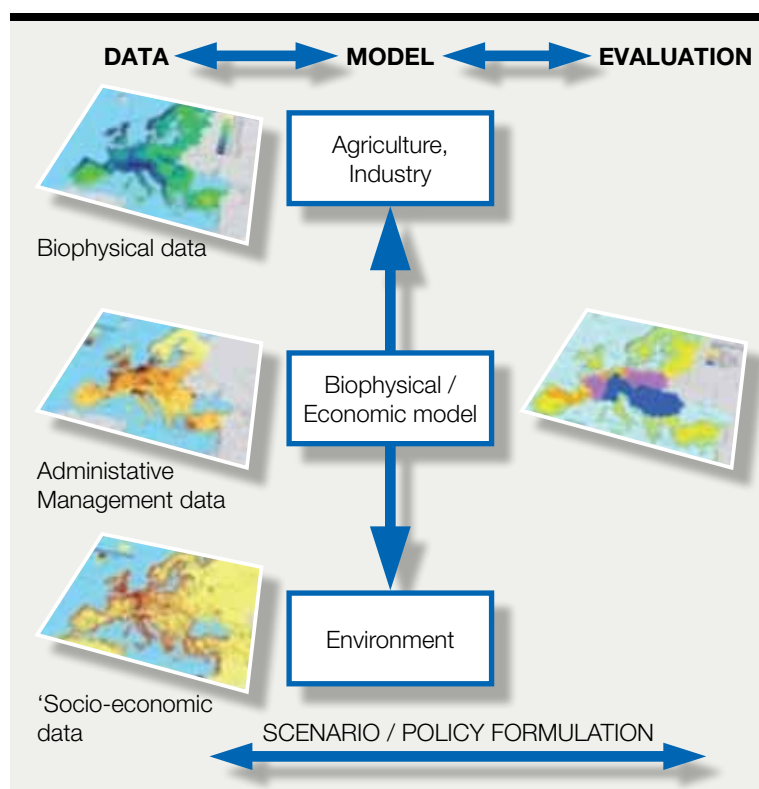 DATA MODEL EVALUATION
Agriculture,
Industry
Biophysical data
Biophysical /
Economic model
Administative
Management data
Environment
‘Socio-economic
data
SCENARIO / POLICY FORMULATION